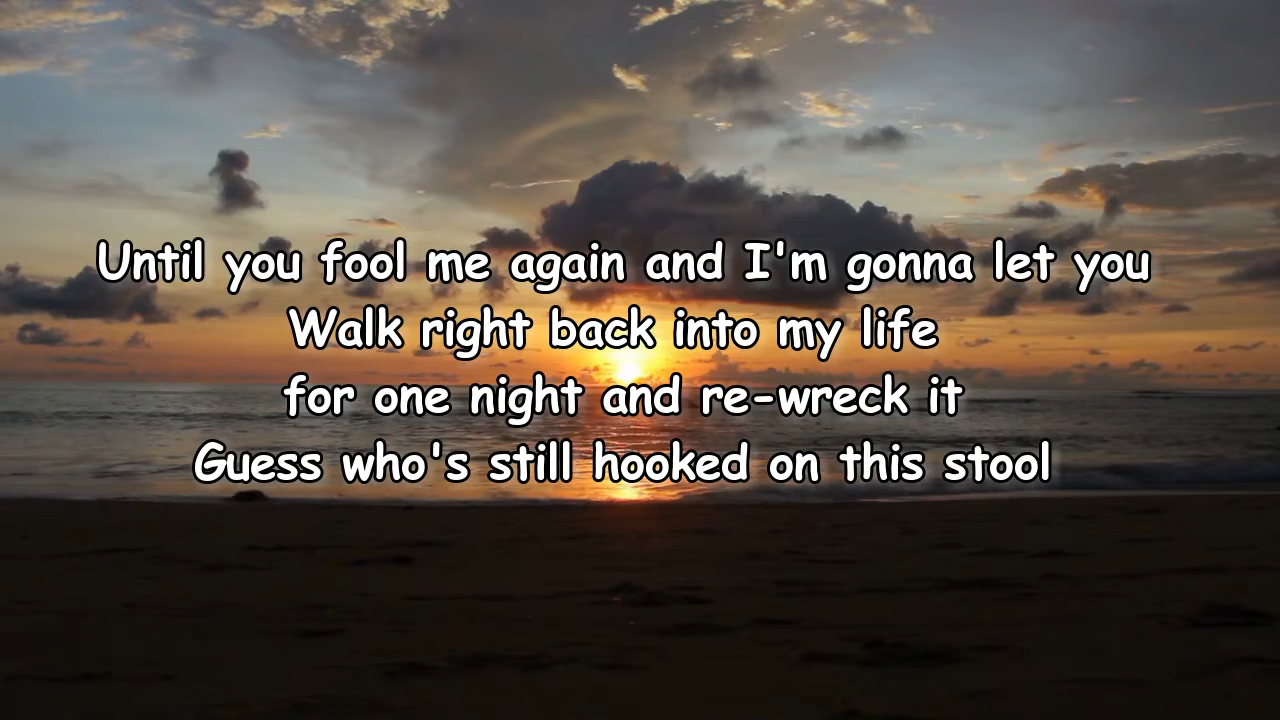 Until you fool me again and I'm gonna let you
Walk right back into my life
for one night and re-wreck it
Guess who's still hooked on this stool